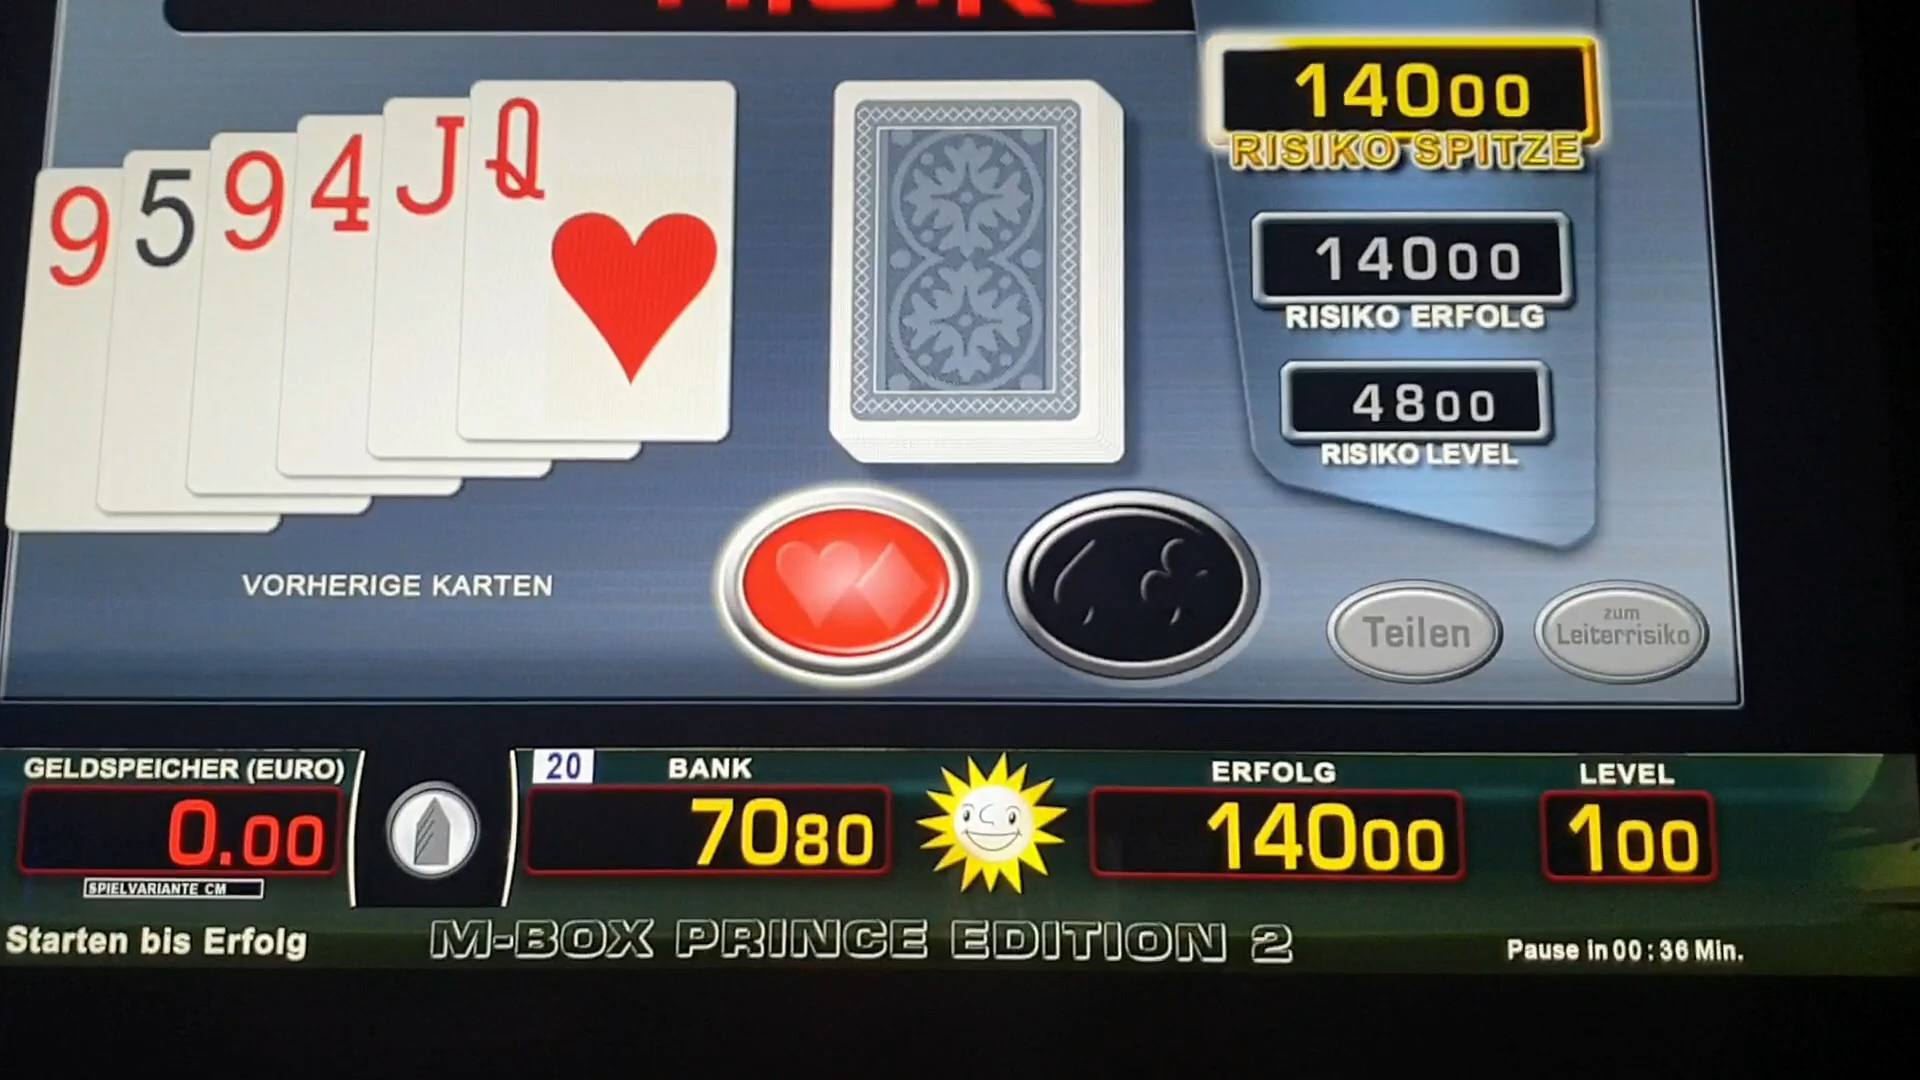 14000
RISIKO SPITZE
9 5 9 4 J Q
14000
RISIKO ERFOLG
4800
RISIKO LEVEL
VORHERIGE KARTEN
Teilen
zum
Leiterrisiko
GELDSPEICHER (EURO)
20
BANK
ERFOLG
LEVEL
0.00
7080
14000
100
SPIELVARIANTE CM
Starten bis Erfolg
M-BOX PRINCE EDITION 2
Pause in 00:36 Min.